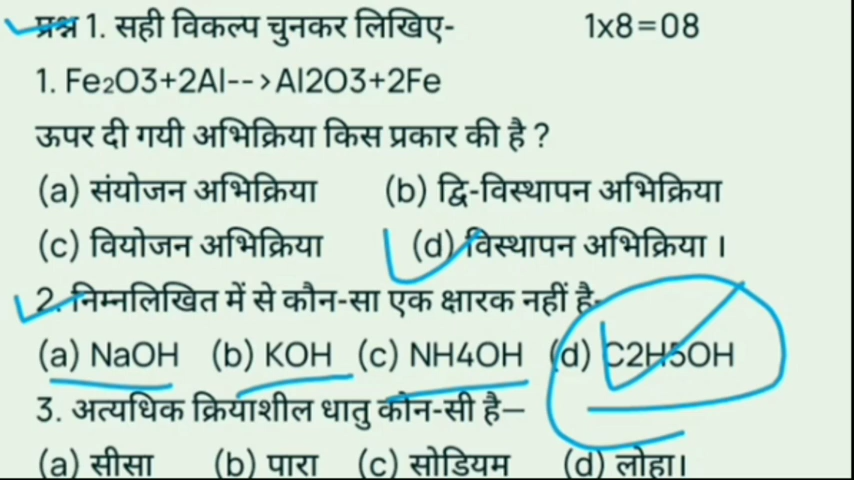 प्रश्न 1. सही विकल्प चुनकर लिखिए- 1x8=08
1. Fe₂O3+2Al-->Al2O3+2Fe
ऊपर दी गयी अभिक्रिया किस प्रकार की है ?
(a) संयोजन अभिक्रिया (b) द्वि-विस्थापन अभिक्रिया
(c) वियोजन अभिक्रिया (d) विस्थापन अभिक्रिया ।
2. निम्नलिखित में से कौन-सा एक क्षारक नहीं है-
(a) NaOH (b) KOH (c) NH4OH (d) C2H5OH
3. अत्यधिक क्रियाशील धातु कौन-सी है–
(a) सीसा (b) पारा (c) सोडियम (d) लोहा।